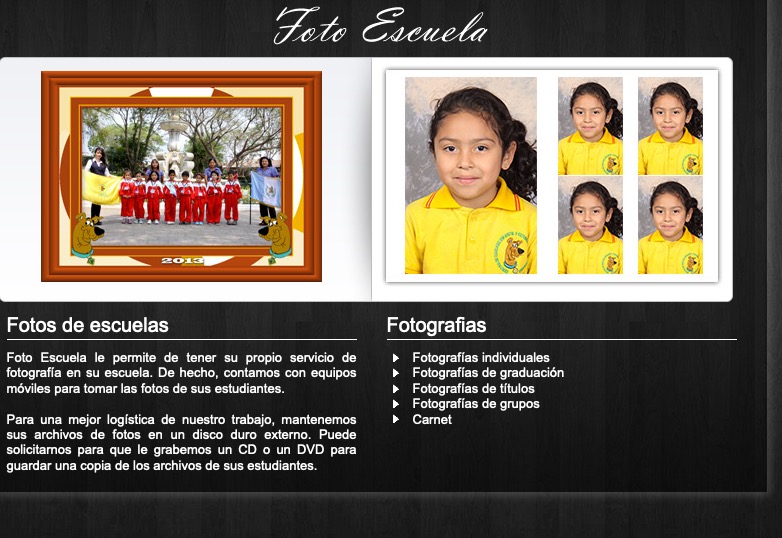 Foto Escuela
2013
Fotos de escuelas
Foto Escuela le permite de tener su propio servicio de
fotografía en su escuela. De hecho, contamos con equipos
móviles para tomar las fotos de sus estudiantes.
Para una mejor logística de nuestro trabajo, mantenemos
sus archivos de fotos en un disco duro externo. Puede
solicitarnos para que le grabemos un CD o un DVD para
guardar una copia de los archivos de sus estudiantes.
Fotografias
Fotografías individuales
Fotografías de graduación
Fotografías de títulos
Fotografías de grupos
Carnet